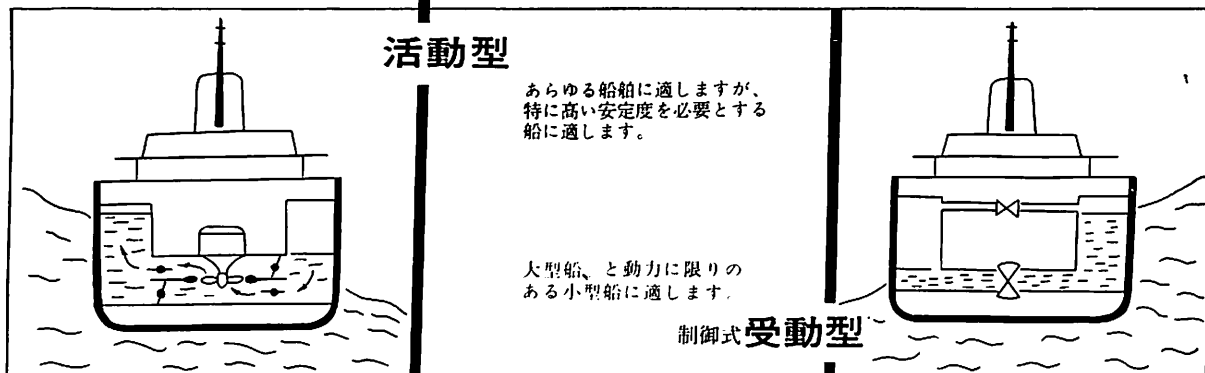 活動型
あらゆる船舶に適しますが、
特に高い安定度を必要とする
船に適します。
大型船、と動力に限りの
ある小型船に適します。
制御式受動型